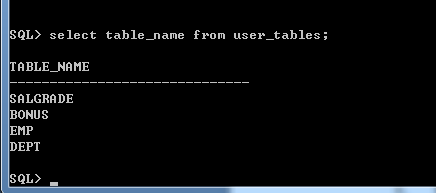 SQL> select table_name from user_tables;
TABLE_NAME
------------------------------
SALGRADE
BONUS
EMP
DEPT
SQL> _